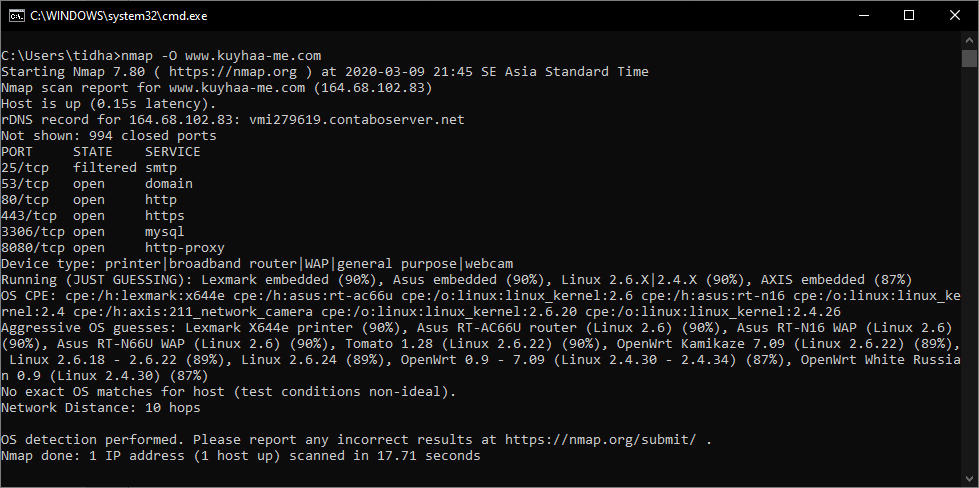 C:\WINDOWS\system32\cmd.exe
C:\Users\tidha>nmap -O www.kuyhaa-me.com
Starting Nmap 7.80 ( https://nmap.org ) at 2020-03-09 21:45 SE Asia Standard Time
Nmap scan report for www.kuyhaa-me.com (164.68.102.83)
Host is up (0.15s latency).
rDNS record for 164.68.102.83: vmi279619.contaboserver.net
Not shown: 994 closed ports
PORT     STATE    SERVICE
25/tcp   filtered smtp
53/tcp   open     domain
80/tcp   open     http
443/tcp  open     https
3306/tcp open     mysql
8080/tcp open     http-proxy
Device type: printer|broadband router|WAP|general purpose|webcam
Running (JUST GUESSING): Lexmark embedded (90%), Asus embedded (90%), Linux 2.6.X|2.4.X (90%), AXIS embedded (87%)
OS CPE: cpe:/h:lexmark:x644e cpe:/h:asus:rt-ac66u cpe:/o:linux:linux_kernel:2.6 cpe:/h:asus:rt-n16 cpe:/o:linux:linux_ke
rnel:2.4 cpe:/h:axis:211_network_camera cpe:/o:linux:linux_kernel:2.6.20 cpe:/o:linux:linux_kernel:2.4.26
Aggressive OS guesses: Lexmark X644e printer (90%), Asus RT-AC66U router (Linux 2.6) (90%), Asus RT-N16 WAP (Linux 2.6)
(90%), Asus RT-N66U WAP (Linux 2.6) (90%), Tomato 1.28 (Linux 2.6.22) (90%), OpenWrt Kamikaze 7.09 (Linux 2.6.22) (89%),
 Linux 2.6.18 - 2.6.22 (89%), Linux 2.6.24 (89%), OpenWrt 0.9 - 7.09 (Linux 2.4.30 - 2.4.34) (87%), OpenWrt White Russia
n 0.9 (Linux 2.4.30) (87%)
No exact OS matches for host (test conditions non-ideal).
Network Distance: 10 hops
OS detection performed. Please report any incorrect results at https://nmap.org/submit/ .
Nmap done: 1 IP address (1 host up) scanned in 17.71 seconds